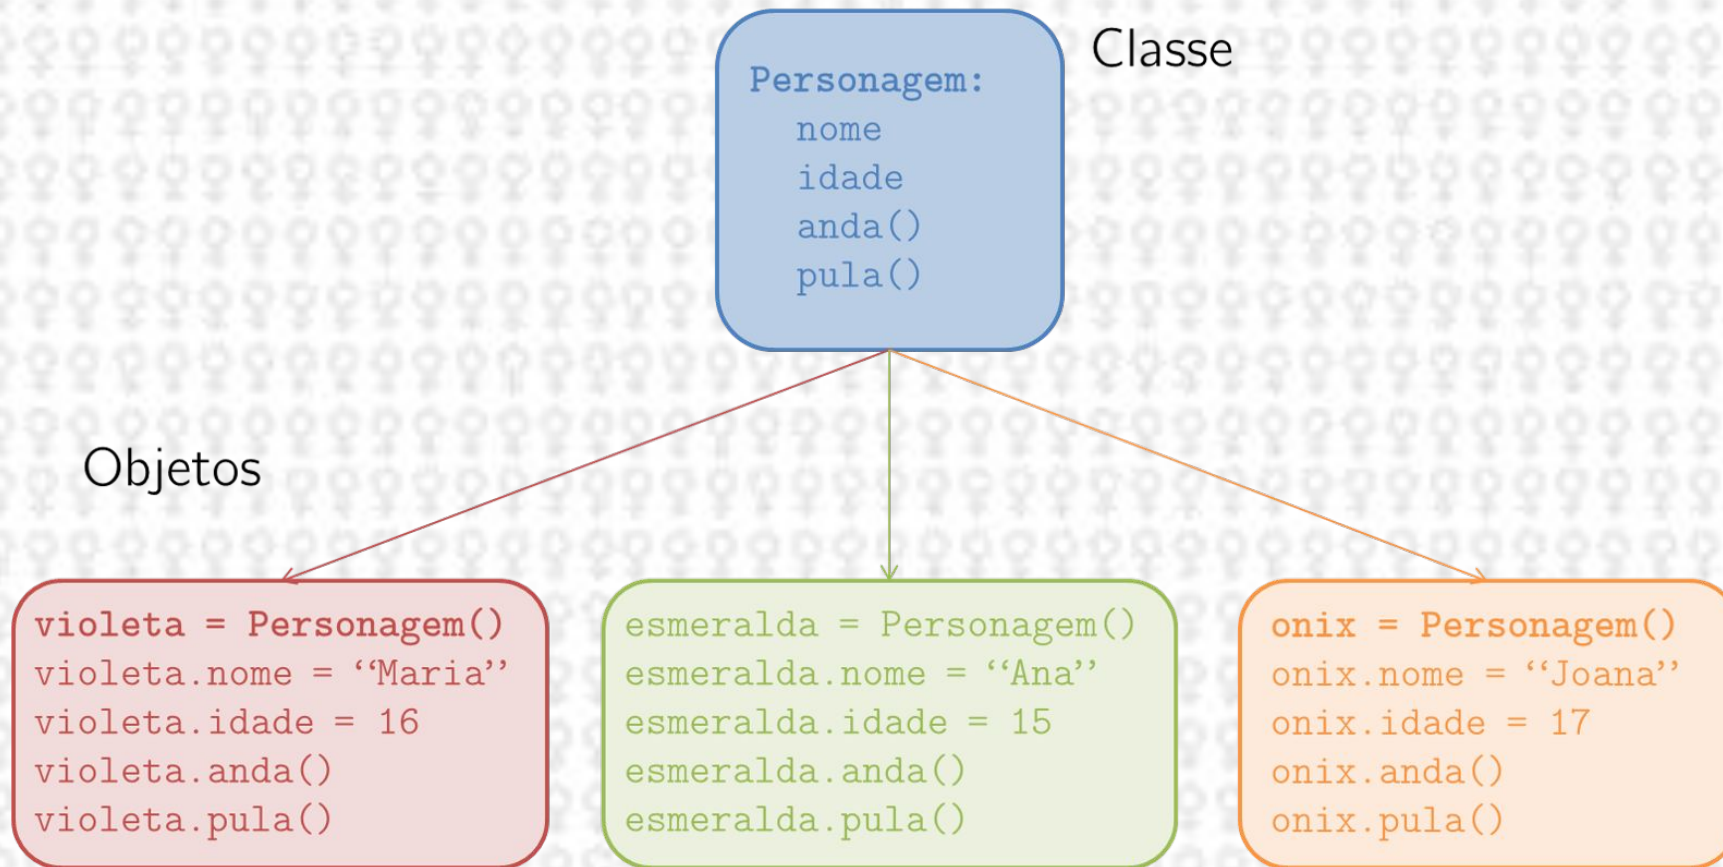 Classe
Personagem:
nome
idade
anda()
pula()
Objetos
violeta = Personagem()
violeta.nome = “Maria”
violeta.idade = 16
violeta.anda()
violeta.pula()
esmeralda = Personagem()
esmeralda.nome = “Ana”
esmeralda.idade = 15
esmeralda.anda()
esmeralda.pula()
onix = Personagem()
onix.nome = “Joana”
onix.idade = 17
onix.anda()
onix.pula()